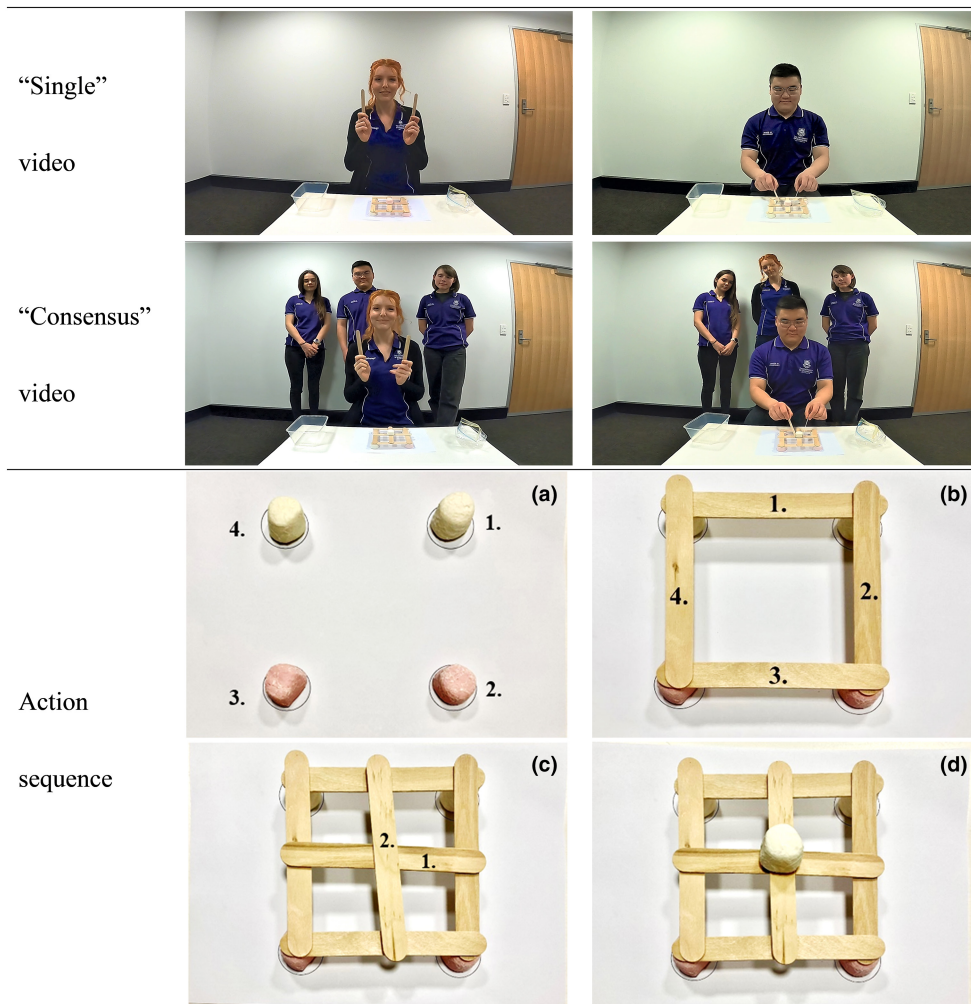 “Single”
video
“Consensus”
video
Action
sequence
(a)
4.
1.
3.
2.
(b)
1.
4.
2.
3.
(c)
2.
1.
(d)